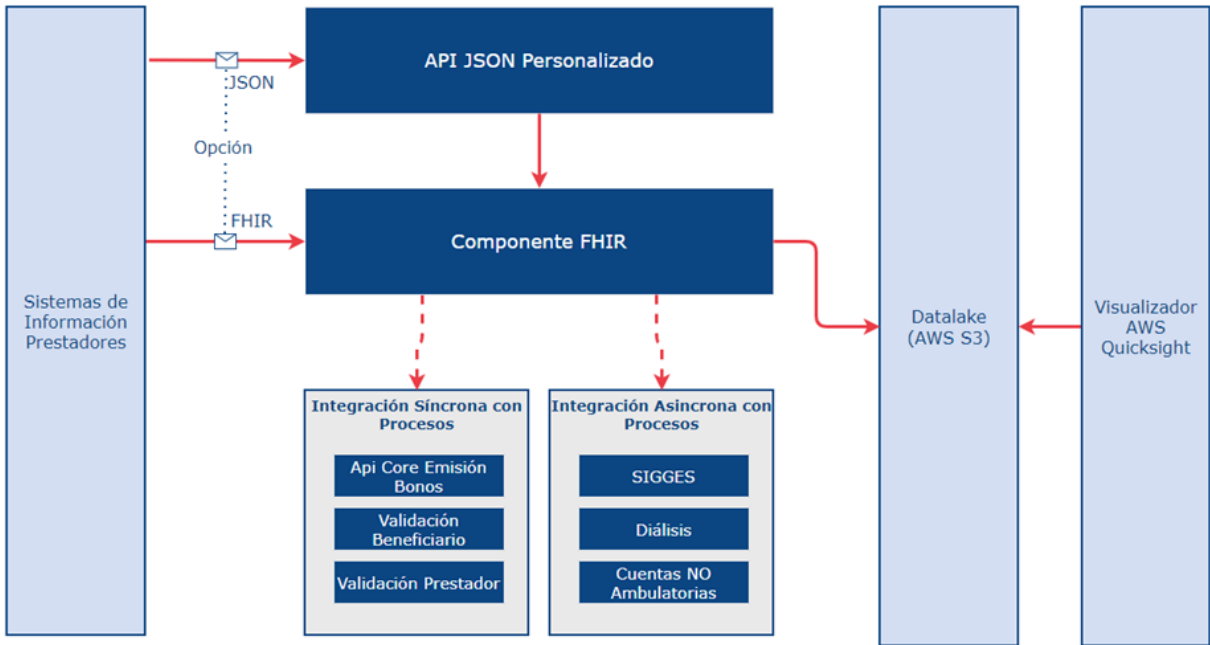 API JSON Personalizado
JSON
Opción
FHIR
Componente FHIR
Sistemas de
Información
Prestadores
Datalake
(AWS S3)
Visualizador
AWS
Quicksight
Integración Síncrona con
Procesos
Api Core Emisión
Bonos
Validación
Beneficiario
Validación Prestador
Integración Asincrona con
Procesos
SIGGES
Diálisis
Cuentas NO
Ambulatorias